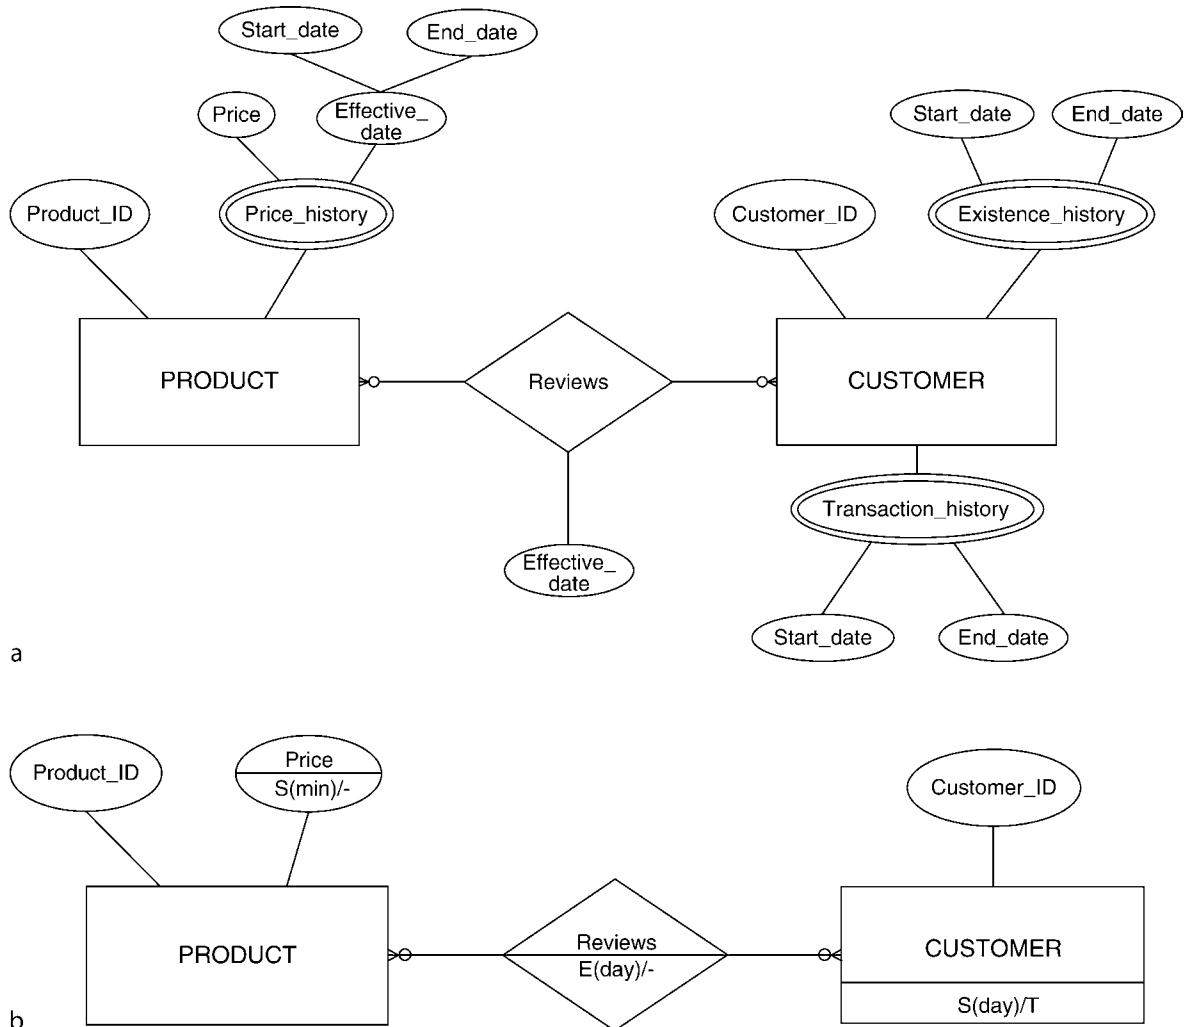 Start_date
End_date
Price
Effective_
date
Start_date
End_date
Product_ID
Price_history
Customer_ID
Existence_history
PRODUCT
Reviews
CUSTOMER
Transaction_history
Effective_
date
Start_date
End_date
a
Product_ID
Price
S(min)/-
Customer_ID
PRODUCT
Reviews
E(day)/-
CUSTOMER
S(day)/T
b